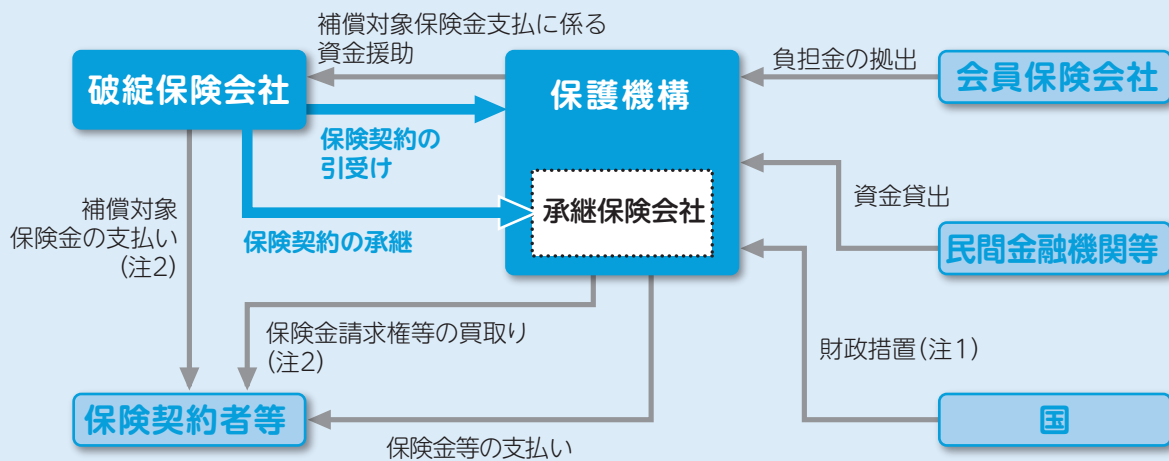 補償対象保険金支払に係る
資金援助
破綻保険会社
保護機構
負担金の拠出
会員保険会社
保険契約の
引受け
承継保険会社
資金貸出
補償対象
保険金の支払い
(注2)
保険契約の承継
民間金融機関等
保険金請求権等の買取り
(注2)
財政措置(注1)
保険契約者等
国
保険金等の支払い